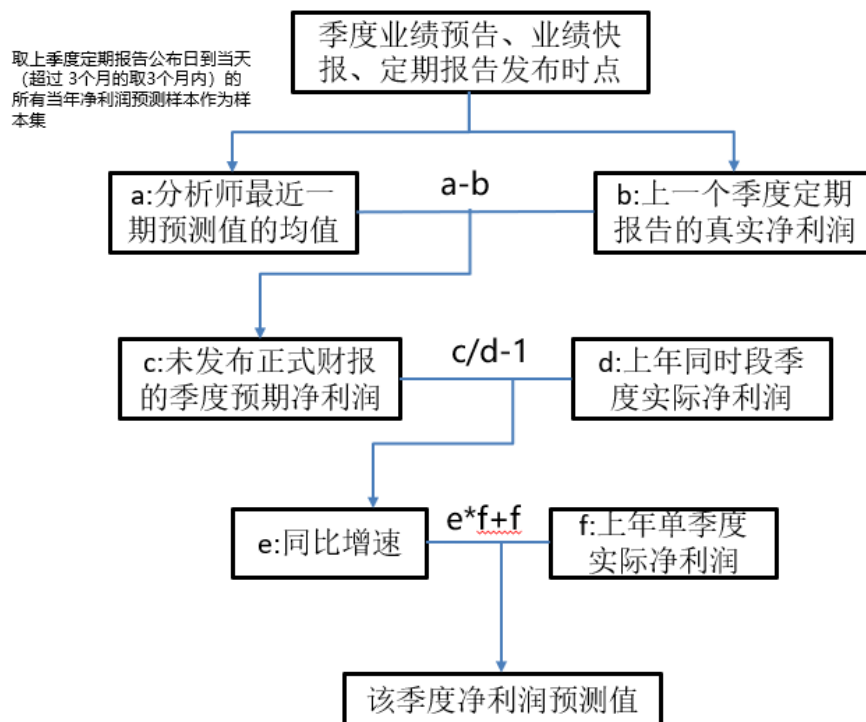 取上季度定期报告公布日到当天
（超过 3个月的取3个月内）的
所有当年净利润预测样本作为样
本集
季度业绩预告、业绩快
报、定期报告发布时点
a:分析师最近一
期预测值的均值
a-b
b:上一个季度定期
报告的真实净利润
c:未发布正式财报
的季度预期净利润
c/d-1
d:上年同时段季
度实际净利润
e:同比增速
e*f+f
f:上年单季度
实际净利润
该季度净利润预测值